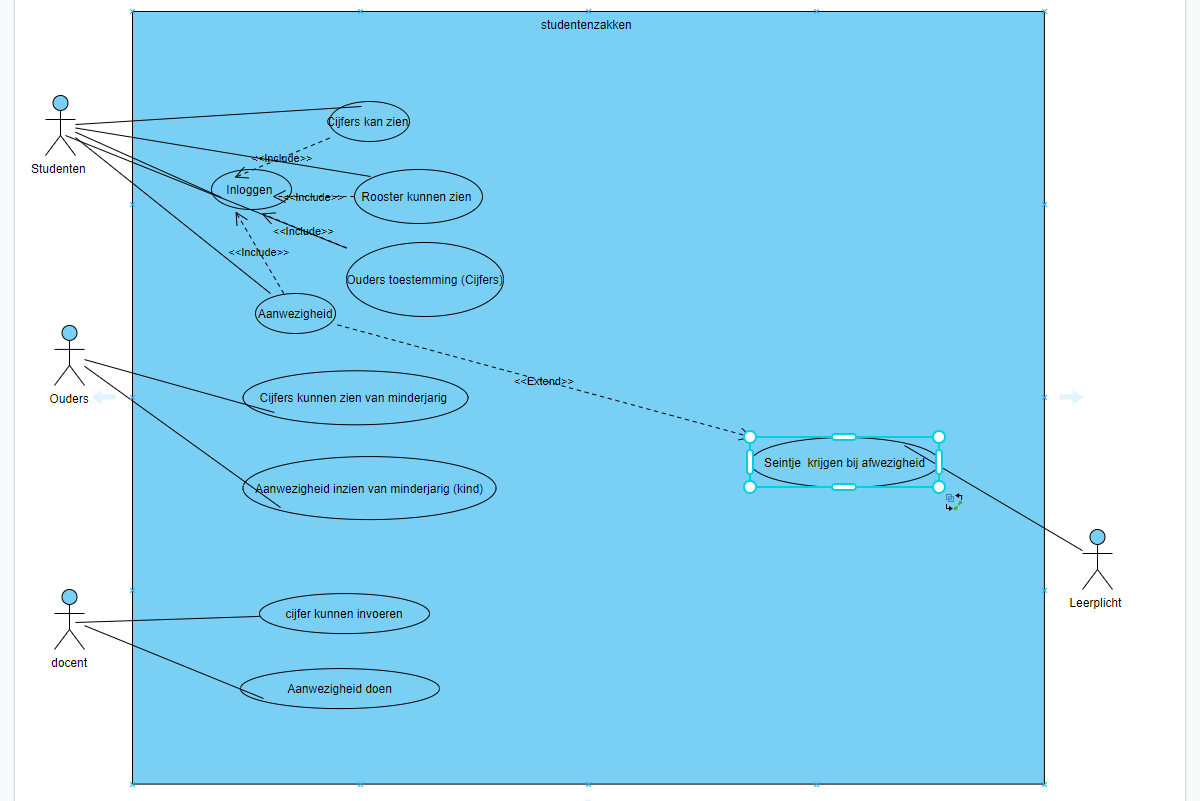 studentenzakken
Studenten
Cijfers kan zien
<<Include>>
Inloggen
<<Include>>
Rooster kunnen zien
<<Include>>
<<Include>>
Ouders toestemming (Cijfers)
Aanwezigheid
<<Extend>>
Ouders
Cijfers kunnen zien van minderjarig
Seintje krijgen bij afwezigheid
Aanwezigheid inzien van minderjarig (kind)
Leerplicht
cijfer kunnen invoeren
docent
Aanwezigheid doen